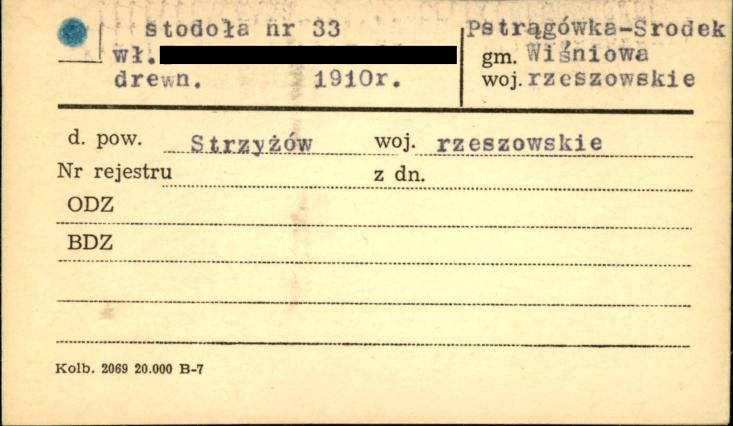 stodoła nr 33
wł.
drewn. 1910r.
Pstrągówka-Srodek
gm. Wiśniowa
woj. rzeszowskie
d. pow. Strzyżów woj. rzeszowskie
Nr rejestru z dn.
ODZ
BDZ
Kolb. 2069 20.000 B-7